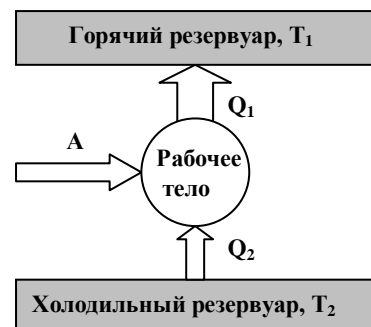 Горячий резервуар, T₁
Q₁
A
Рабочее
тело
Q₂
Холодильный резервуар, T₂